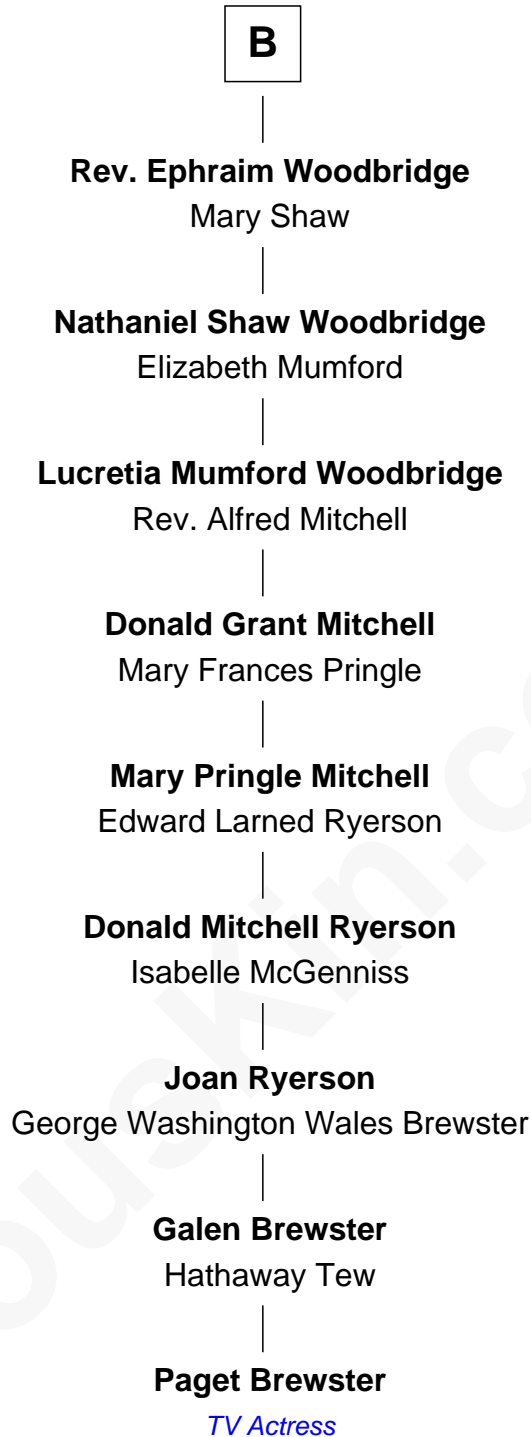 B
Rev. Ephraim Woodbridge
Mary Shaw
Nathaniel Shaw Woodbridge
Elizabeth Mumford
Lucretia Mumford Woodbridge
Rev. Alfred Mitchell
Donald Grant Mitchell
Mary Frances Pringle
Mary Pringle Mitchell
Edward Larned Ryerson
Donald Mitchell Ryerson
Isabelle McGenniss
Joan Ryerson
George Washington Wales Brewster
Galen Brewster
Hathaway Tew
Paget Brewster
TV Actress